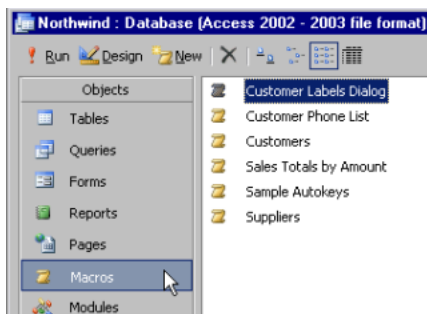 Northwind : Database (Access 2002 - 2003 file format)
Run Design New
Objects
Tables
Queries
Forms
Reports
Pages
Macros
Modules
Customer Labels Dialog
Customer Phone List
Customers
Sales Totals by Amount
Sample Autokeys
Suppliers